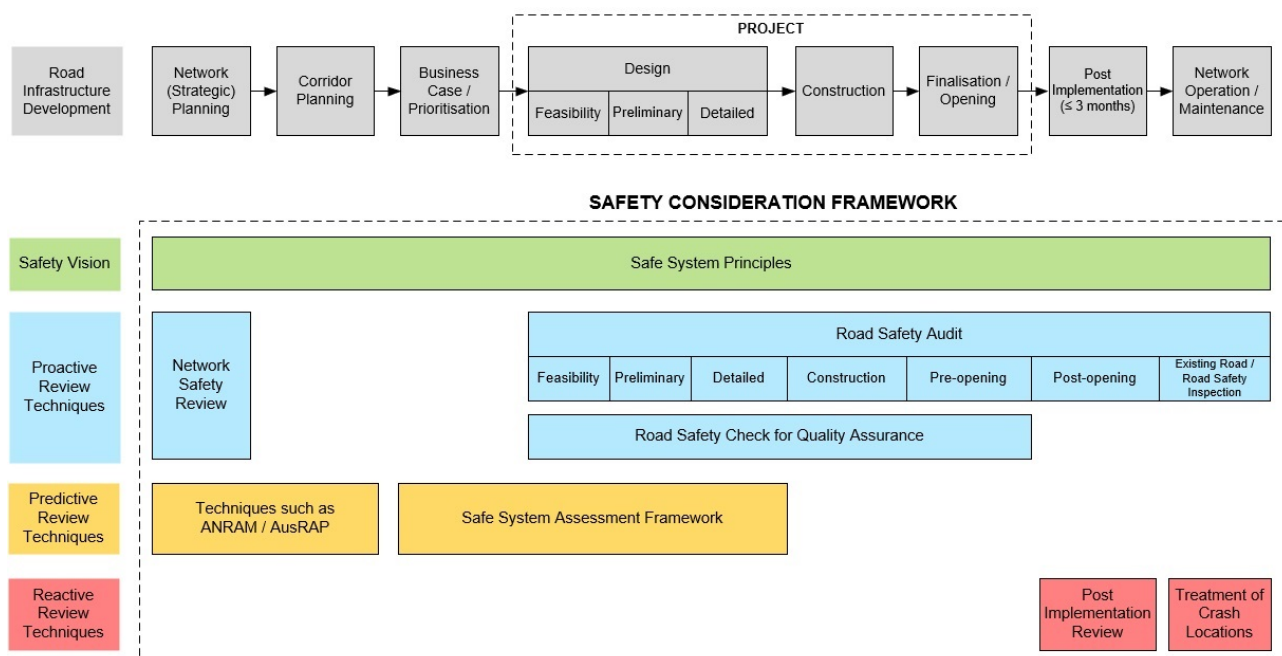 PROJECT
Road
Infrastructure
Development
Network
(Strategic)
Planning
Corridor
Planning
Business
Case /
Prioritisation
Design
Feasibility
Preliminary
Detailed
Construction
Finalisation /
Opening
Post
Implementation
(≤ 3 months)
Network
Operation /
Maintenance
SAFETY CONSIDERATION FRAMEWORK
Safety Vision
Safe System Principles
Proactive
Review
Techniques
Network
Safety
Review
Road Safety Audit
Feasibility
Preliminary
Detailed
Construction
Pre-opening
Post-opening
Existing Road /
Road Safety
Inspection
Road Safety Check for Quality Assurance
Predictive
Review
Techniques
Techniques such as
ANRAM / AusRAP
Safe System Assessment Framework
Reactive
Review
Techniques
Post
Implementation
Review
Treatment of
Crash
Locations